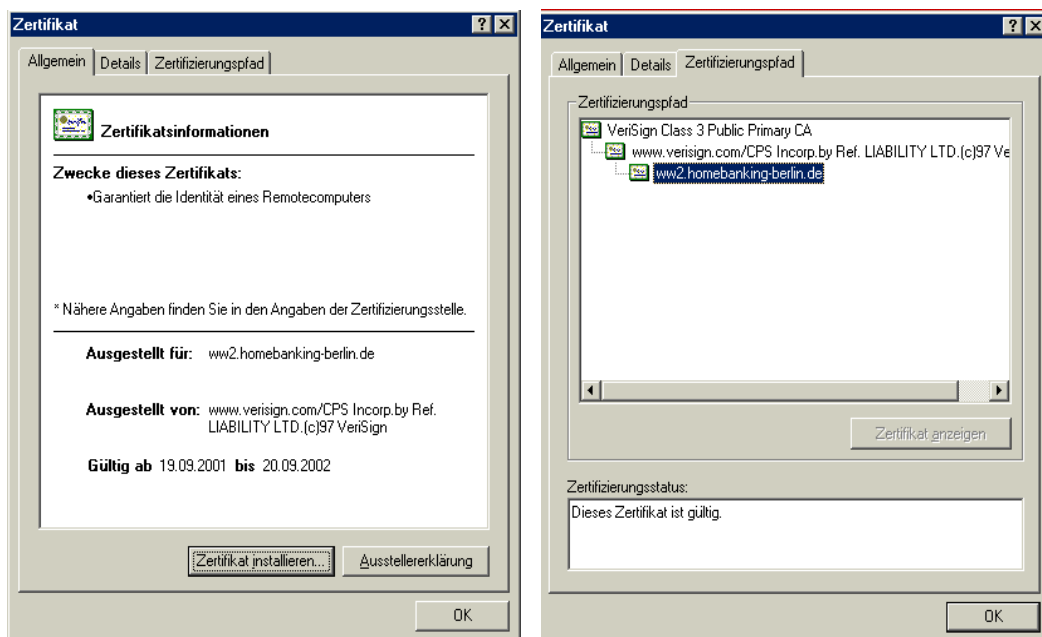 Zertifikat
Allgemein Details Zertifizierungspfad
Zertifikatsinformationen
Zwecke dieses Zertifikats:
•Garantiert die Identität eines Remotecomputers
* Nähere Angaben finden Sie in den Angaben der Zertifizierungsstelle.
Ausgestellt für: ww2.homebanking-berlin.de
Ausgestellt von: www.verisign.com/CPS Incorp.by Ref.
LIABILITY LTD.(c)97 VeriSign
Gültig ab 19.09.2001 bis 20.09.2002
Zertifikat installieren... Ausstellererklärung
OK
Zertifikat
Allgemein Details Zertifizierungspfad
Zertifizierungspfad
VeriSign Class 3 Public Primary CA
www.verisign.com/CPS Incorp.by Ref. LIABILITY LTD.(c)97 Ve
ww2.homebanking-berlin.de
Zertifikat anzeigen
Zertifizierungsstatus:
Dieses Zertifikat ist gültig.
OK